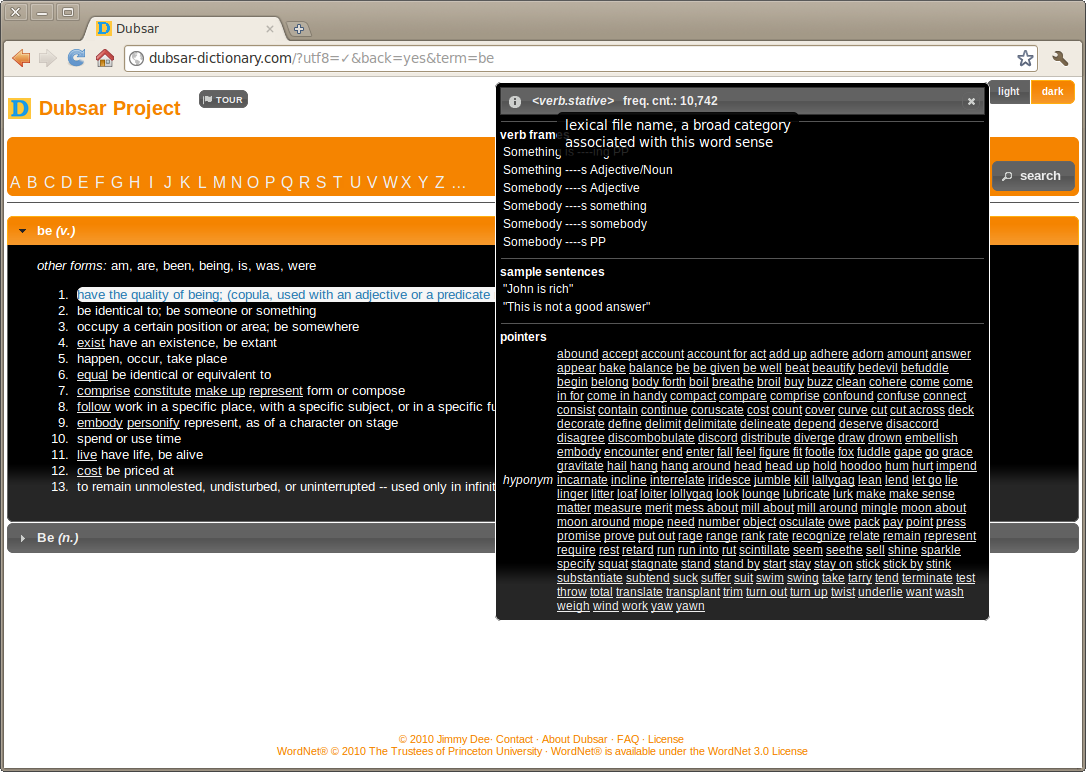 Dubsar
dubsar-dictionary.com/?utf8=✓&back=yes&term=be
D Dubsar Project
TOUR
light dark
A B C D E F G H I J K L M N O P Q R S T U V W X Y Z ...
search
be (v.)
other forms: am, are, been, being, is, was, were
1. have the quality of being; (copula, used with an adjective or a predicate
2. be identical to; be someone or something
3. occupy a certain position or area; be somewhere
4. exist have an existence, be extant
5. happen, occur, take place
6. equal be identical or equivalent to
7. comprise constitute make up represent form or compose
8. follow work in a specific place, with a specific subject, or in a specific fu
9. embody personify represent, as of a character on stage
10. spend or use time
11. live have life, be alive
12. cost be priced at
13. to remain unmolested, undisturbed, or uninterrupted -- used only in infinit
Be (n.)
<verb.stative> freq. cnt.: 10,742
lexical file name, a broad category
associated with this word sense
verb frames
Something is ----ing PP
Something ----s Adjective/Noun
Somebody ----s Adjective
Somebody ----s something
Somebody ----s somebody
Somebody ----s PP
sample sentences
"John is rich"
"This is not a good answer"
pointers
hyponym
abound accept account account for act add up adhere adorn amount answer
appear bake balance be be given be well beat beautify bedevil befuddle
begin belong body forth boil breathe broil buy buzz clean cohere come come
in for come in handy compact compare comprise confound confuse connect
consist contain continue coruscate cost count cover curve cut cut across deck
decorate define delimit delimitate delineate depend deserve disaccord
disagree discombobulate discord distribute diverge draw drown embellish
embody encounter end enter fall feel figure fit footle fox fuddle gape go grace
gravitate hail hang hang around head head up hold hoodoo hum hurt impend
incarnate incline interrelate iridesce jumble kill lallygag lean lend let go lie
linger litter loaf loiter lollygag look lounge lubricate lurk make make sense
matter measure merit mess about mill about mill around mingle moon about
moon around mope need number object osculate owe pack pay point press
promise prove put out rage range rank rate recognize relate remain represent
require rest retard run run into rut scintillate seem seethe sell shine sparkle
specify squat stagnate stand stand by start stay stay on stick stick by stink
substantiate subtend suck suffer suit swim swing take tarry tend terminate test
throw total translate transplant trim turn out turn up twist underlie want wash
weigh wind work yaw yawn
© 2010 Jimmy Dee· Contact · About Dubsar · FAQ · License
WordNet® © 2010 The Trustees of Princeton University · WordNet® is available under the WordNet 3.0 License